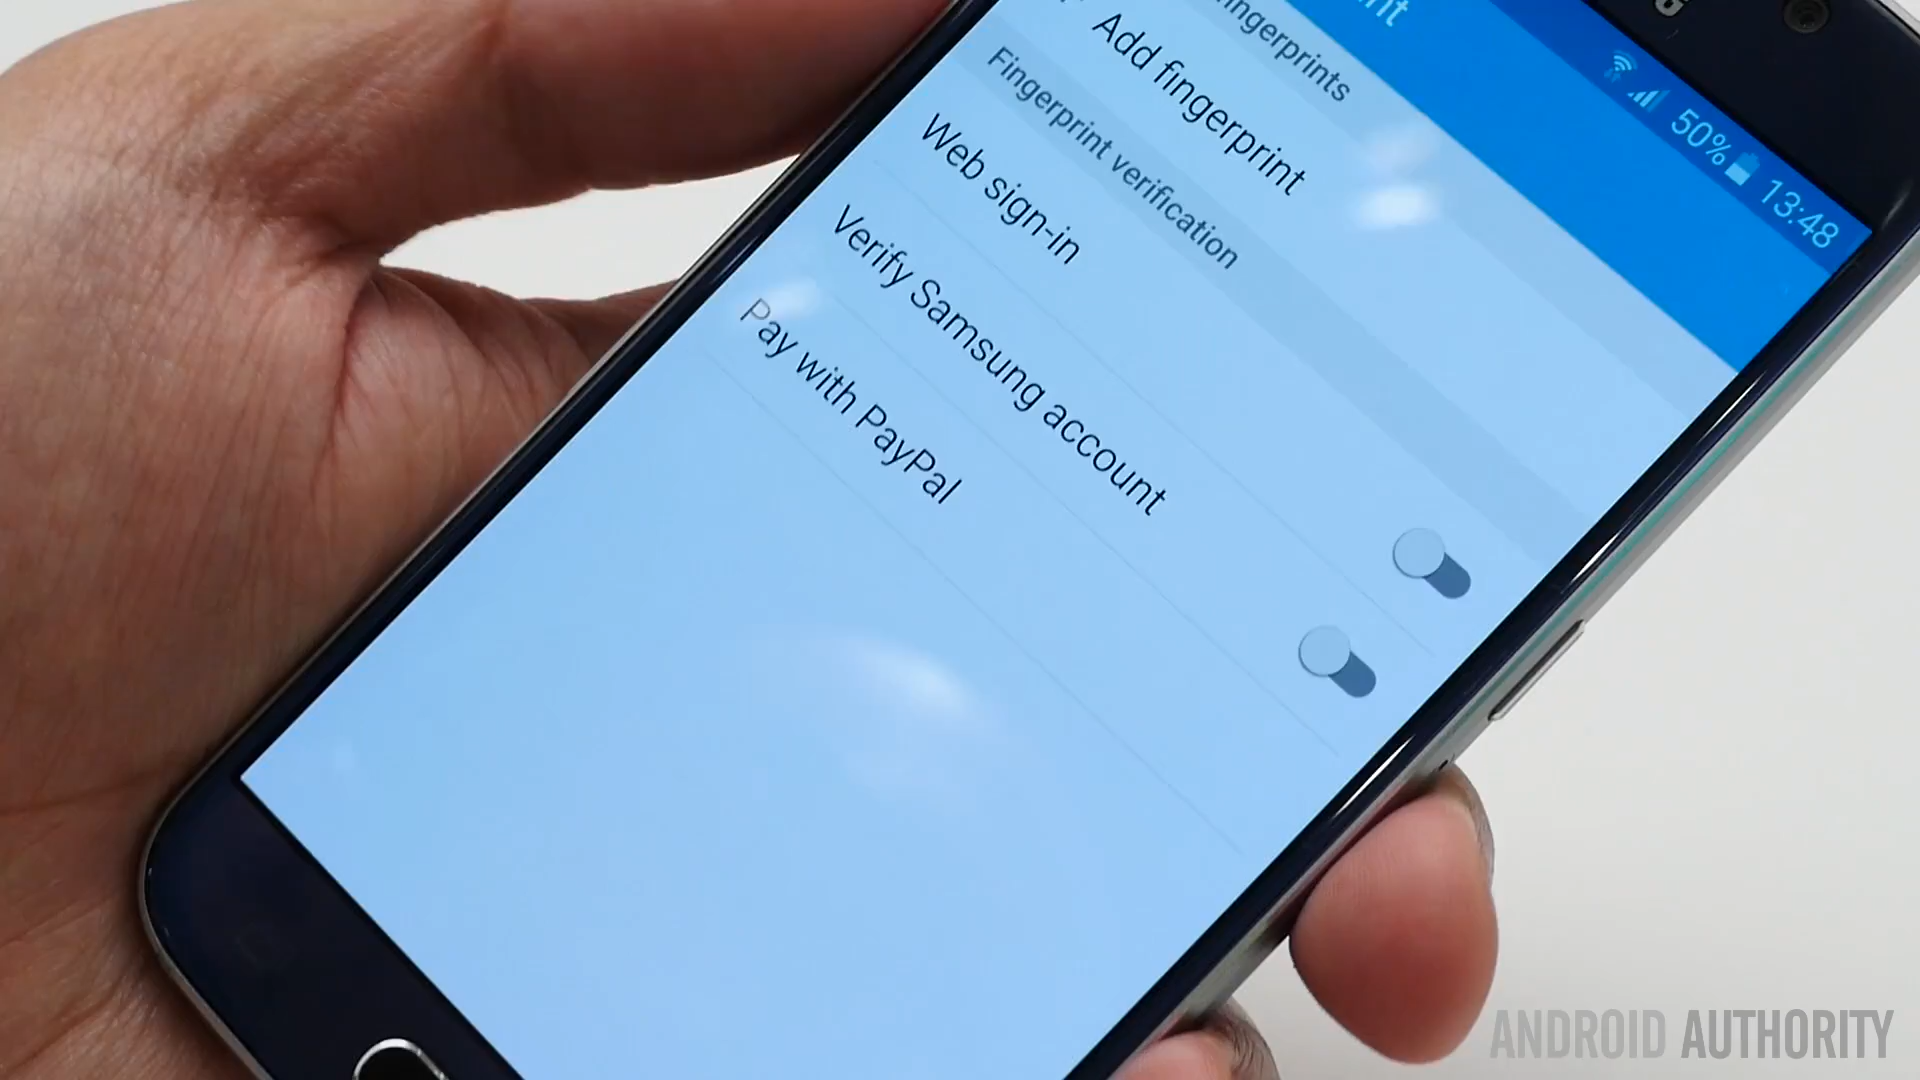 50% 13:48
fingerprints
Add fingerprint
Fingerprint verification
Web sign-in
Verify Samsung account
Pay with PayPal
ANDROID AUTHORITY